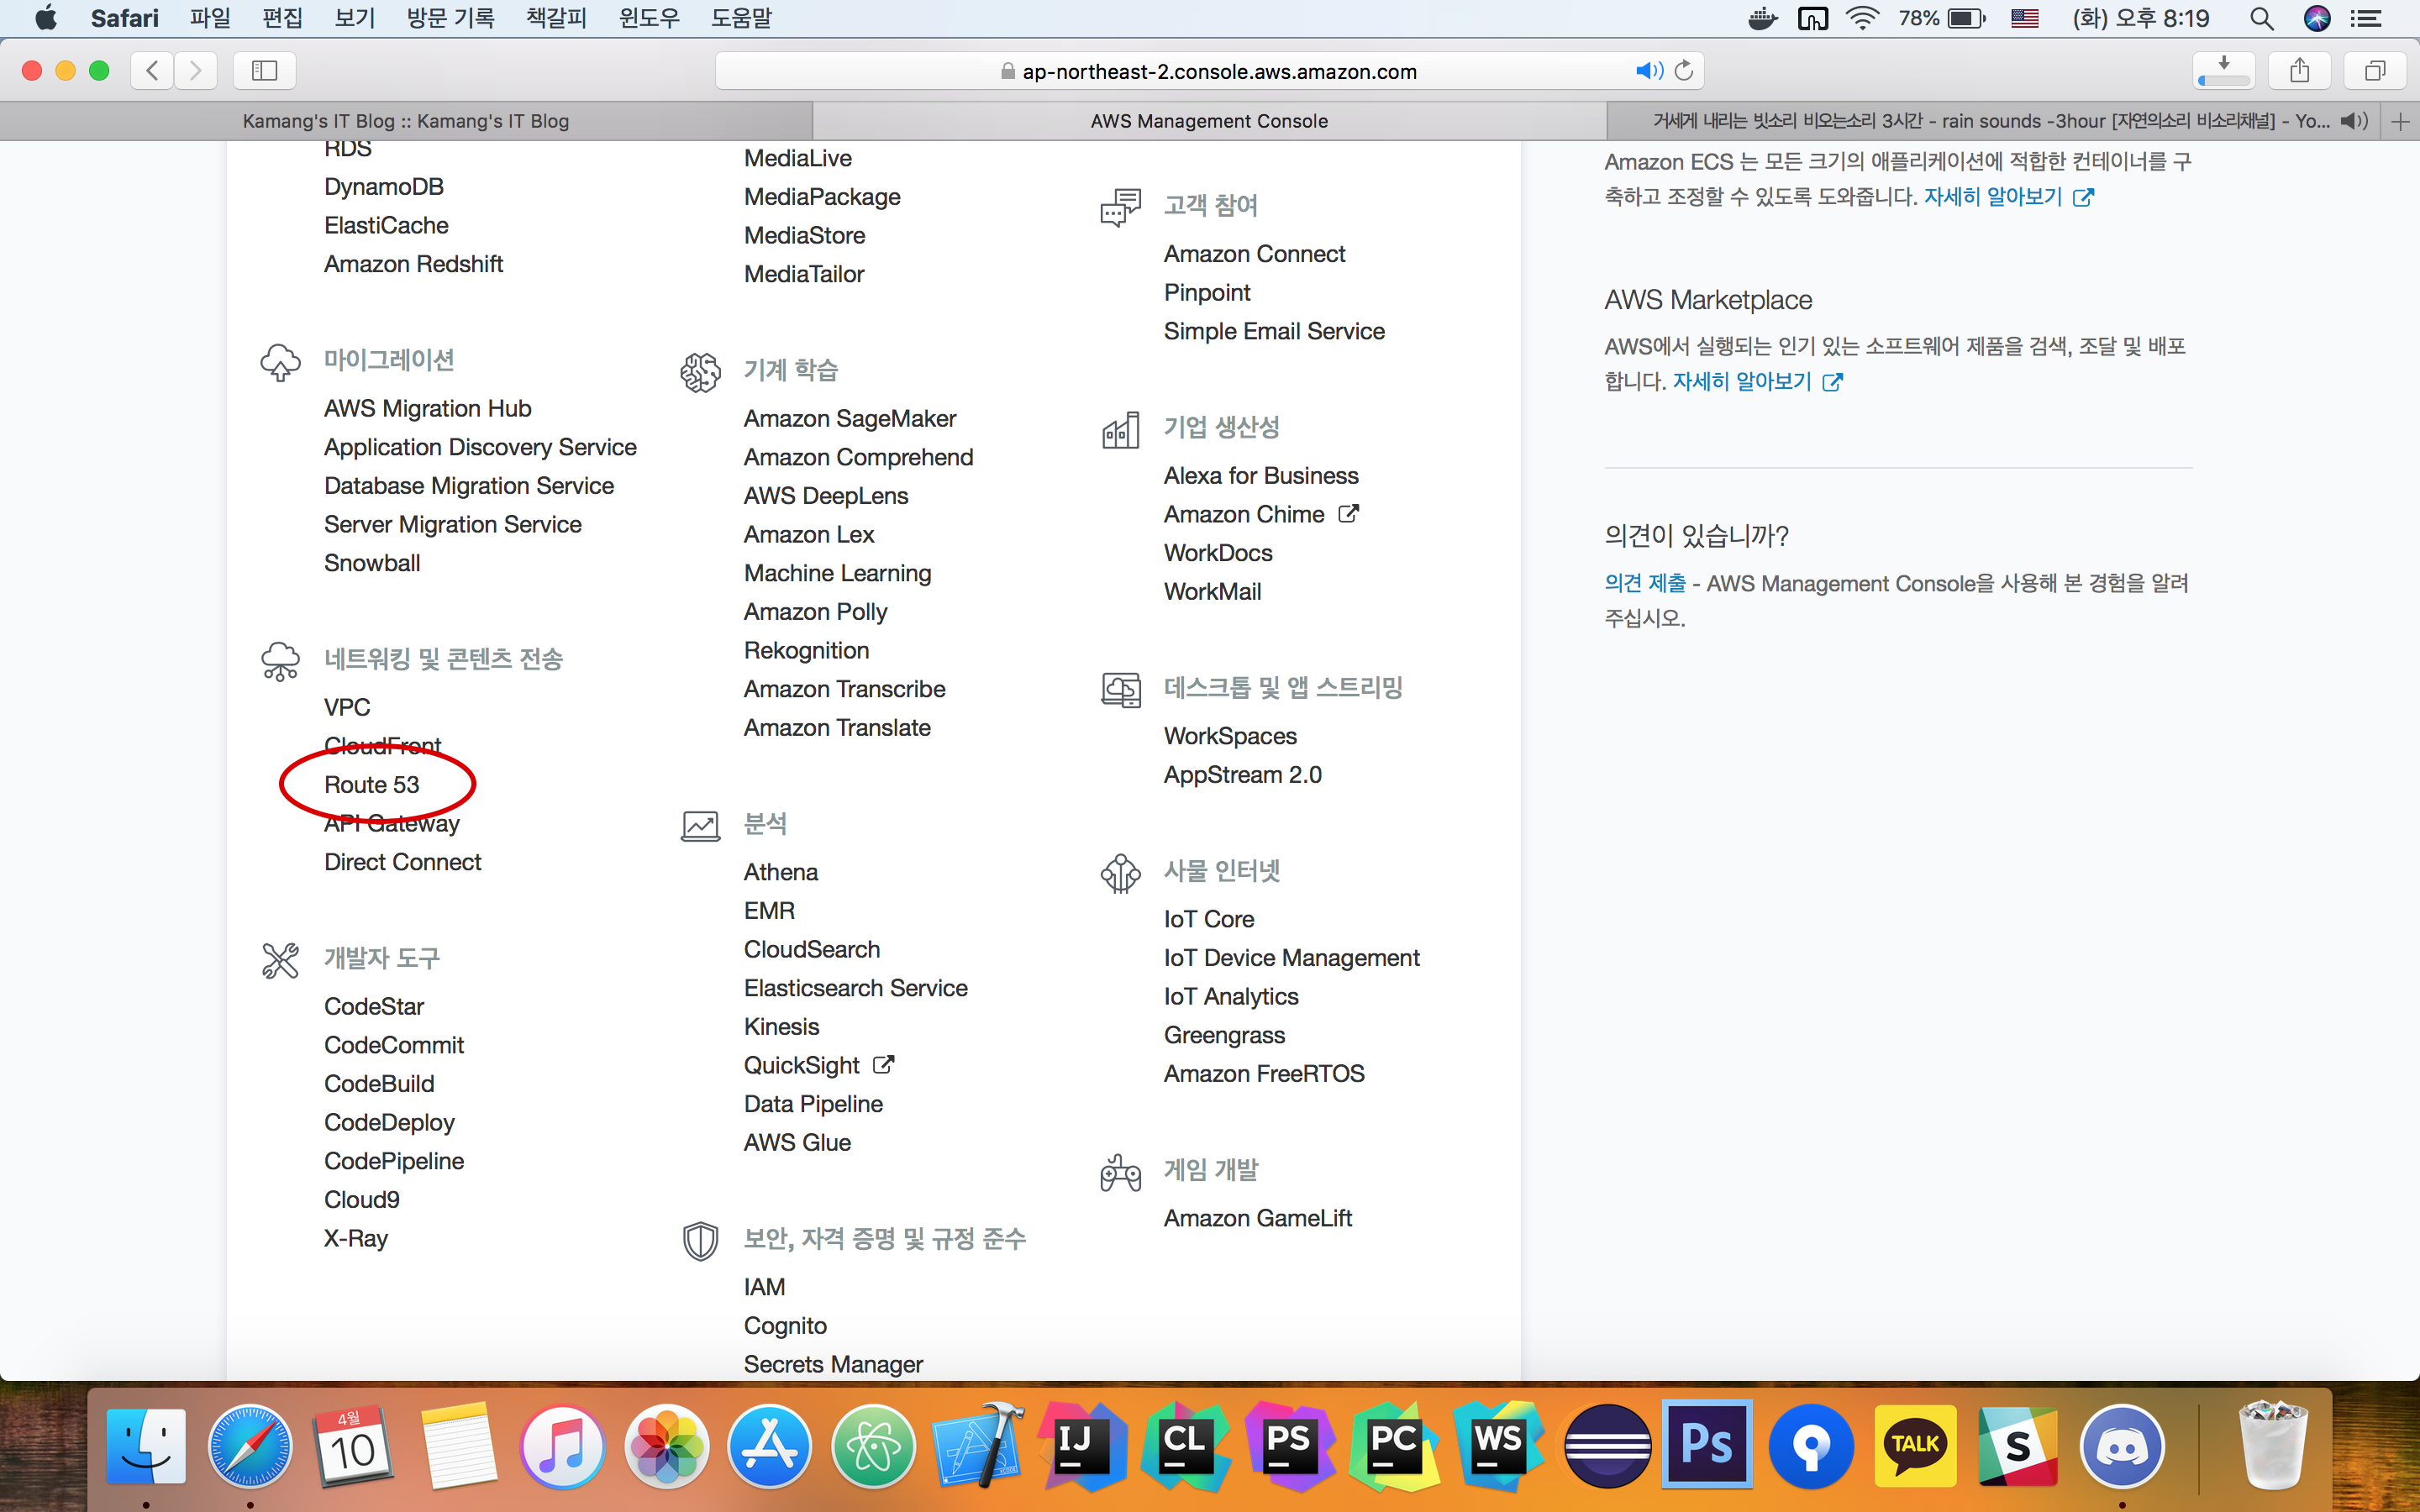 Safari 파일 편집 보기 방문 기록 책갈피 윈도우 도움말 78% (화) 오후 8:19
ap-northeast-2.console.aws.amazon.com
Kamang's IT Blog :: Kamang's IT Blog
AWS Management Console
거세게 내리는 빗소리 비오는소리 3시간 - rain sounds -3hour [자연의소리 비소리채널] - Yo...
RDS
DynamoDB
ElastiCache
Amazon Redshift
마이그레이션
AWS Migration Hub
Application Discovery Service
Database Migration Service
Server Migration Service
Snowball
네트워킹 및 콘텐츠 전송
VPC
CloudFront
Route 53
API Gateway
Direct Connect
개발자 도구
CodeStar
CodeCommit
CodeBuild
CodeDeploy
CodePipeline
Cloud9
X-Ray
MediaLive
MediaPackage
MediaStore
MediaTailor
기계 학습
Amazon SageMaker
Amazon Comprehend
AWS DeepLens
Amazon Lex
Machine Learning
Amazon Polly
Rekognition
Amazon Transcribe
Amazon Translate
분석
Athena
EMR
CloudSearch
Elasticsearch Service
Kinesis
QuickSight
Data Pipeline
AWS Glue
보안, 자격 증명 및 규정 준수
IAM
Cognito
Secrets Manager
고객 참여
Amazon Connect
Pinpoint
Simple Email Service
기업 생산성
Alexa for Business
Amazon Chime
WorkDocs
WorkMail
데스크톱 및 앱 스트리밍
WorkSpaces
AppStream 2.0
사물 인터넷
IoT Core
IoT Device Management
IoT Analytics
Greengrass
Amazon FreeRTOS
게임 개발
Amazon GameLift
Amazon ECS 는 모든 크기의 애플리케이션에 적합한 컨테이너를 구
축하고 조정할 수 있도록 도와줍니다. 자세히 알아보기
AWS Marketplace
AWS에서 실행되는 인기 있는 소프트웨어 제품을 검색, 조달 및 배포
합니다. 자세히 알아보기
의견이 있습니까?
의견 제출 - AWS Management Console을 사용해 본 경험을 알려
주십시오.
4월
10
IJ
CL
PS
PC
WS
Ps
TALK
S